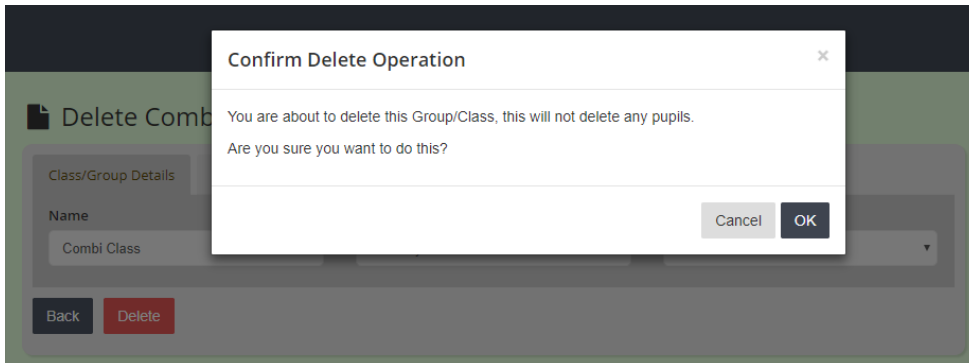 Confirm Delete Operation
×
You are about to delete this Group/Class, this will not delete any pupils.
Are you sure you want to do this?
Cancel OK
Delete
Class/Group Details
Name
Combi Class
Back Delete